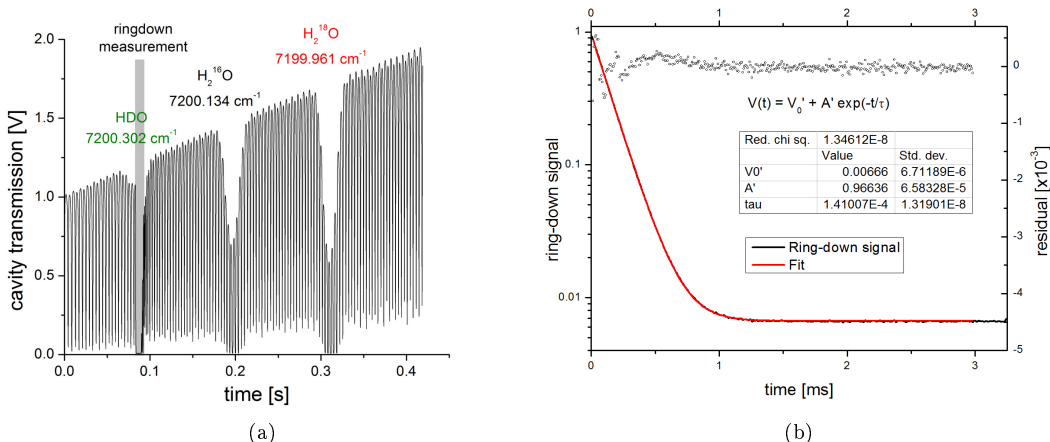 ringdown
measurement
H₂¹⁸O
7199.961 cm⁻¹
H₂¹⁶O
7200.134 cm⁻¹
HDO
7200.302 cm⁻¹
cavity transmission [V]
2.0
1.5
1.0
0.5
0.0
0.0 0.1 0.2 0.3 0.4
time [s]
(a)
0 1 2 3
ring-down signal
1
0.1
0.01
V(t) = V₀' + A' exp(-t/τ)
Red. chi sq. 1.34612E-8
Value Std. dev.
V0' 0.00666 6.71189E-6
A' 0.96636 6.58328E-5
tau 1.41007E-4 1.31901E-8
Ring-down signal
Fit
0
-1
-2
-3
-4
-5
residual [x10⁻³]
0 1 2 3
time [ms]
(b)